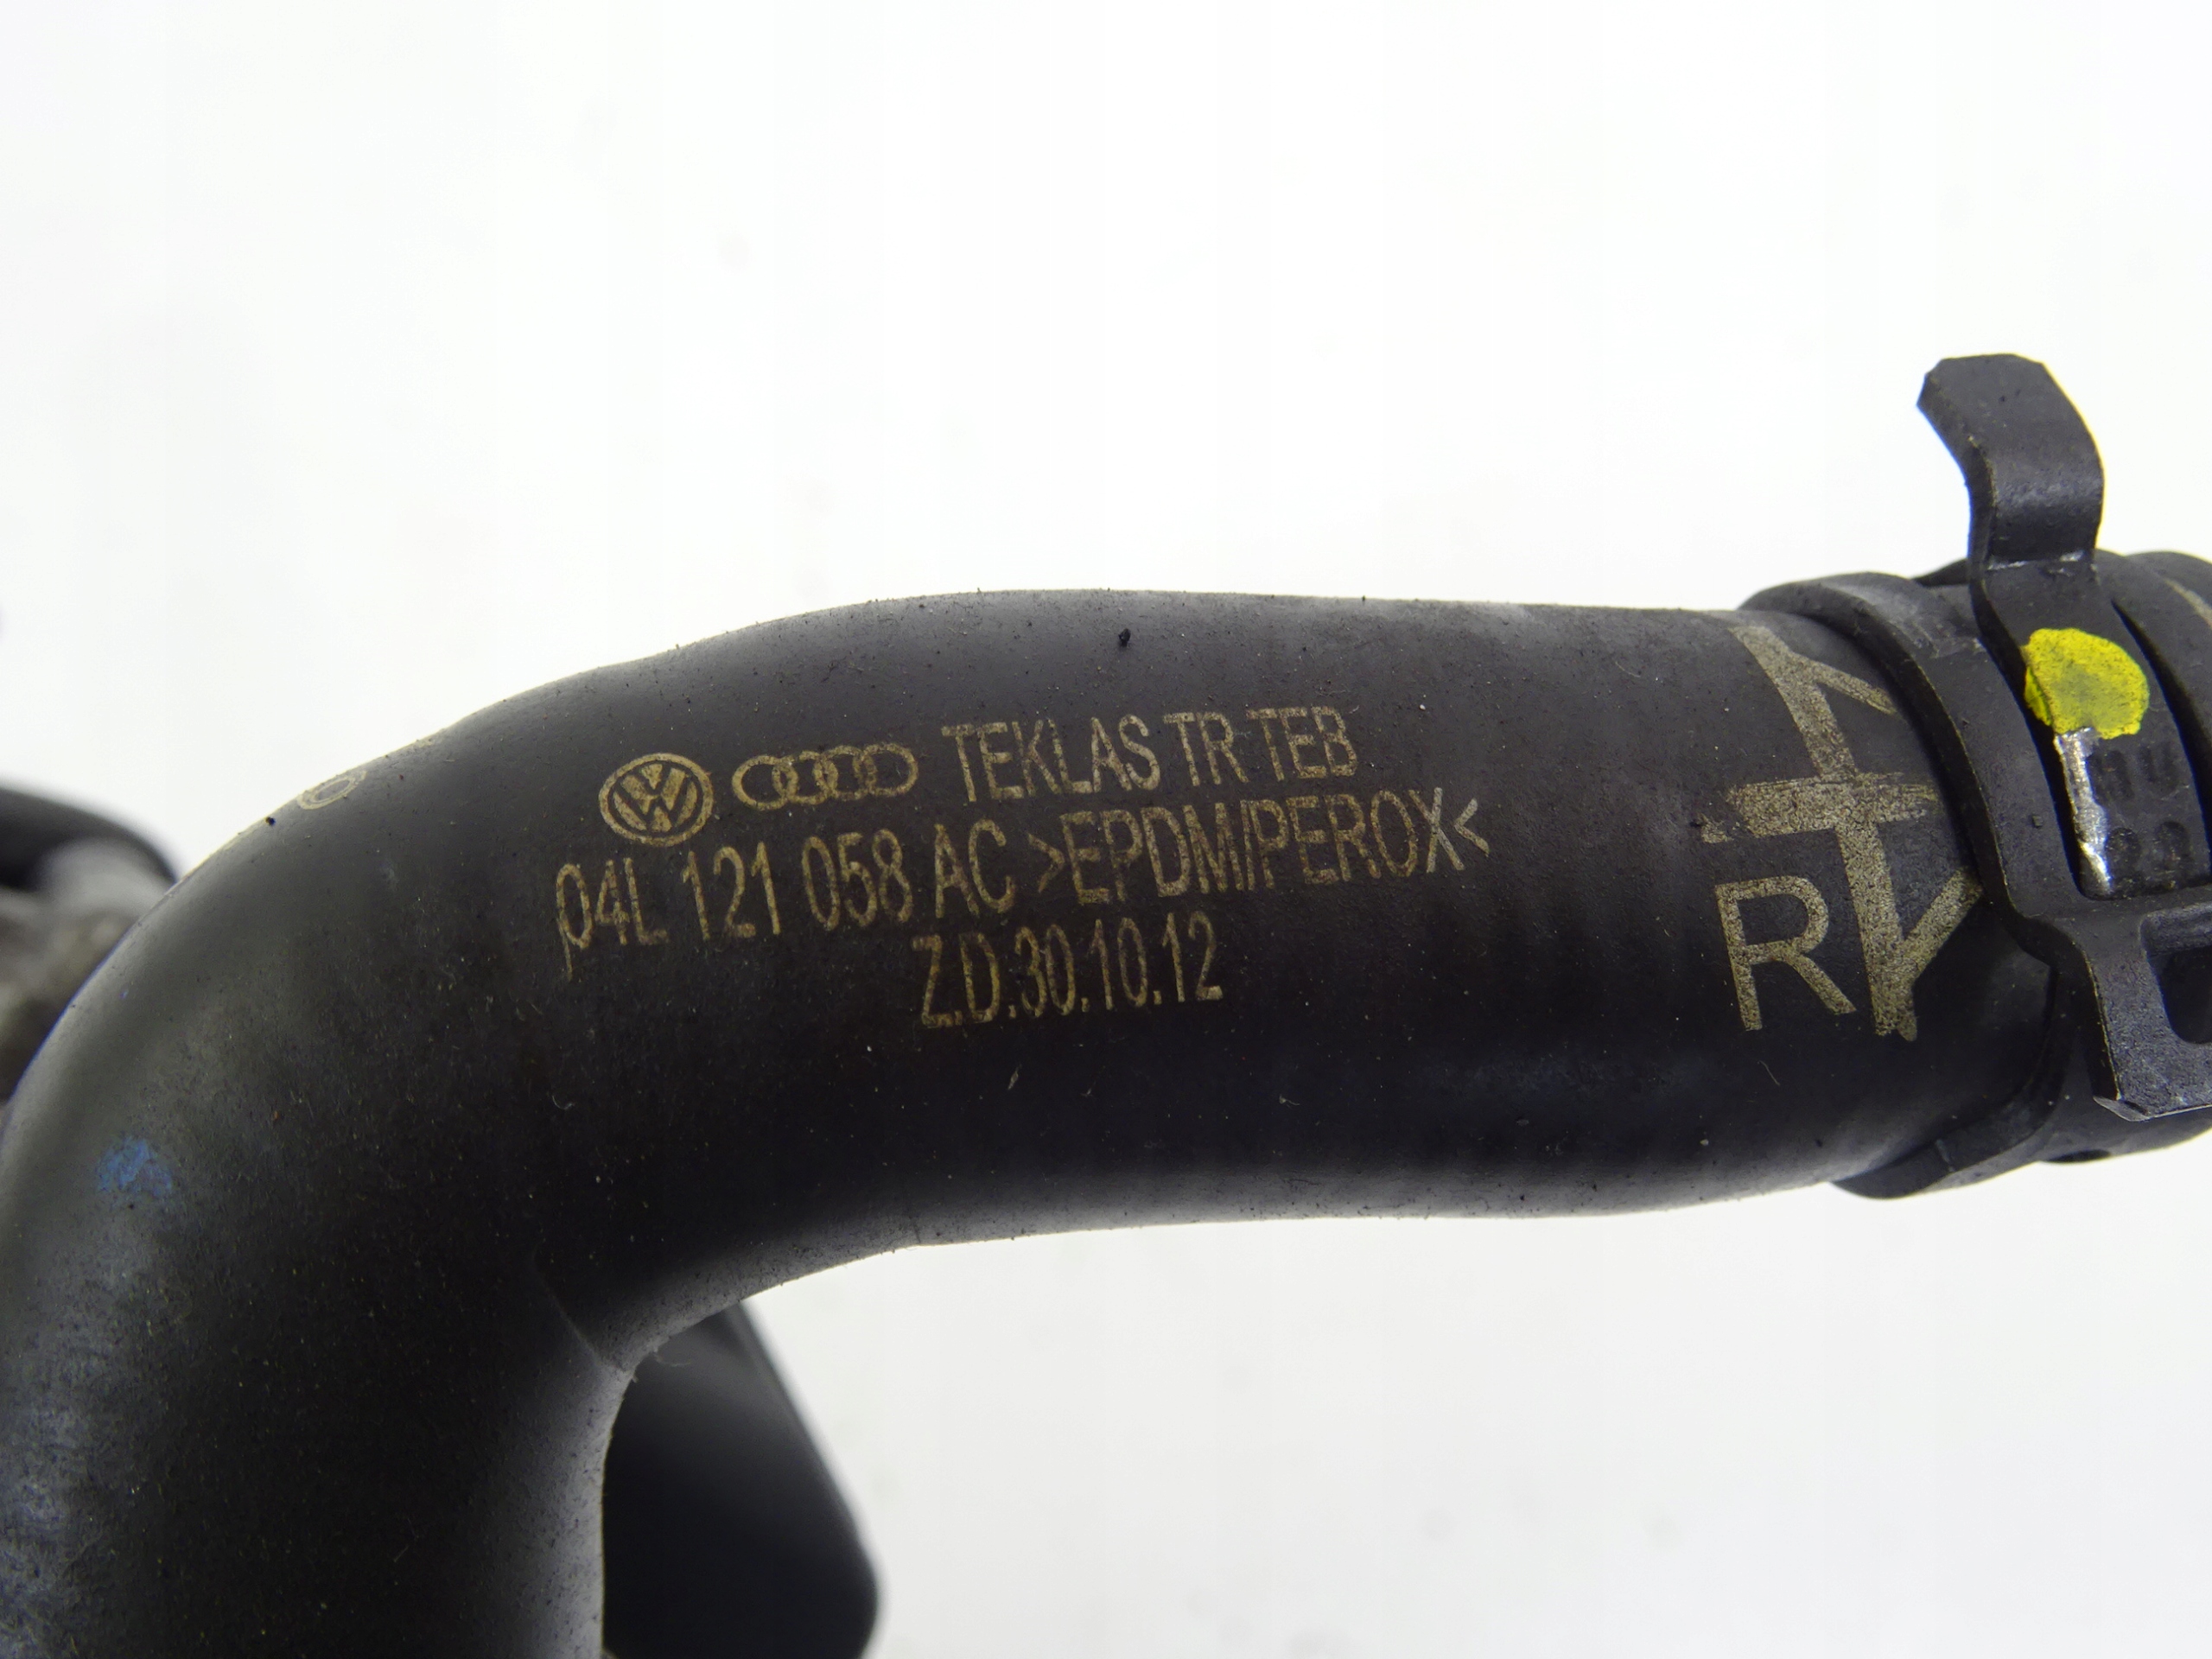 TEKLAS TR TEB
04L 121 058 AC >EPDM/PEROX<
Z.D.30.10.12
R